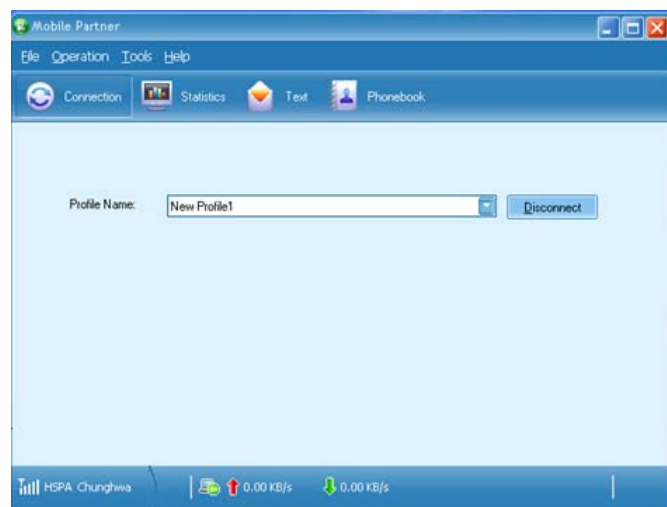 Mobile Partner
File Operation Tools Help
Connection Statistics Text Phonebook
Profile Name: New Profile1 Disconnect
HSPA Chunghwa 0.00 KB/s 0.00 KB/s